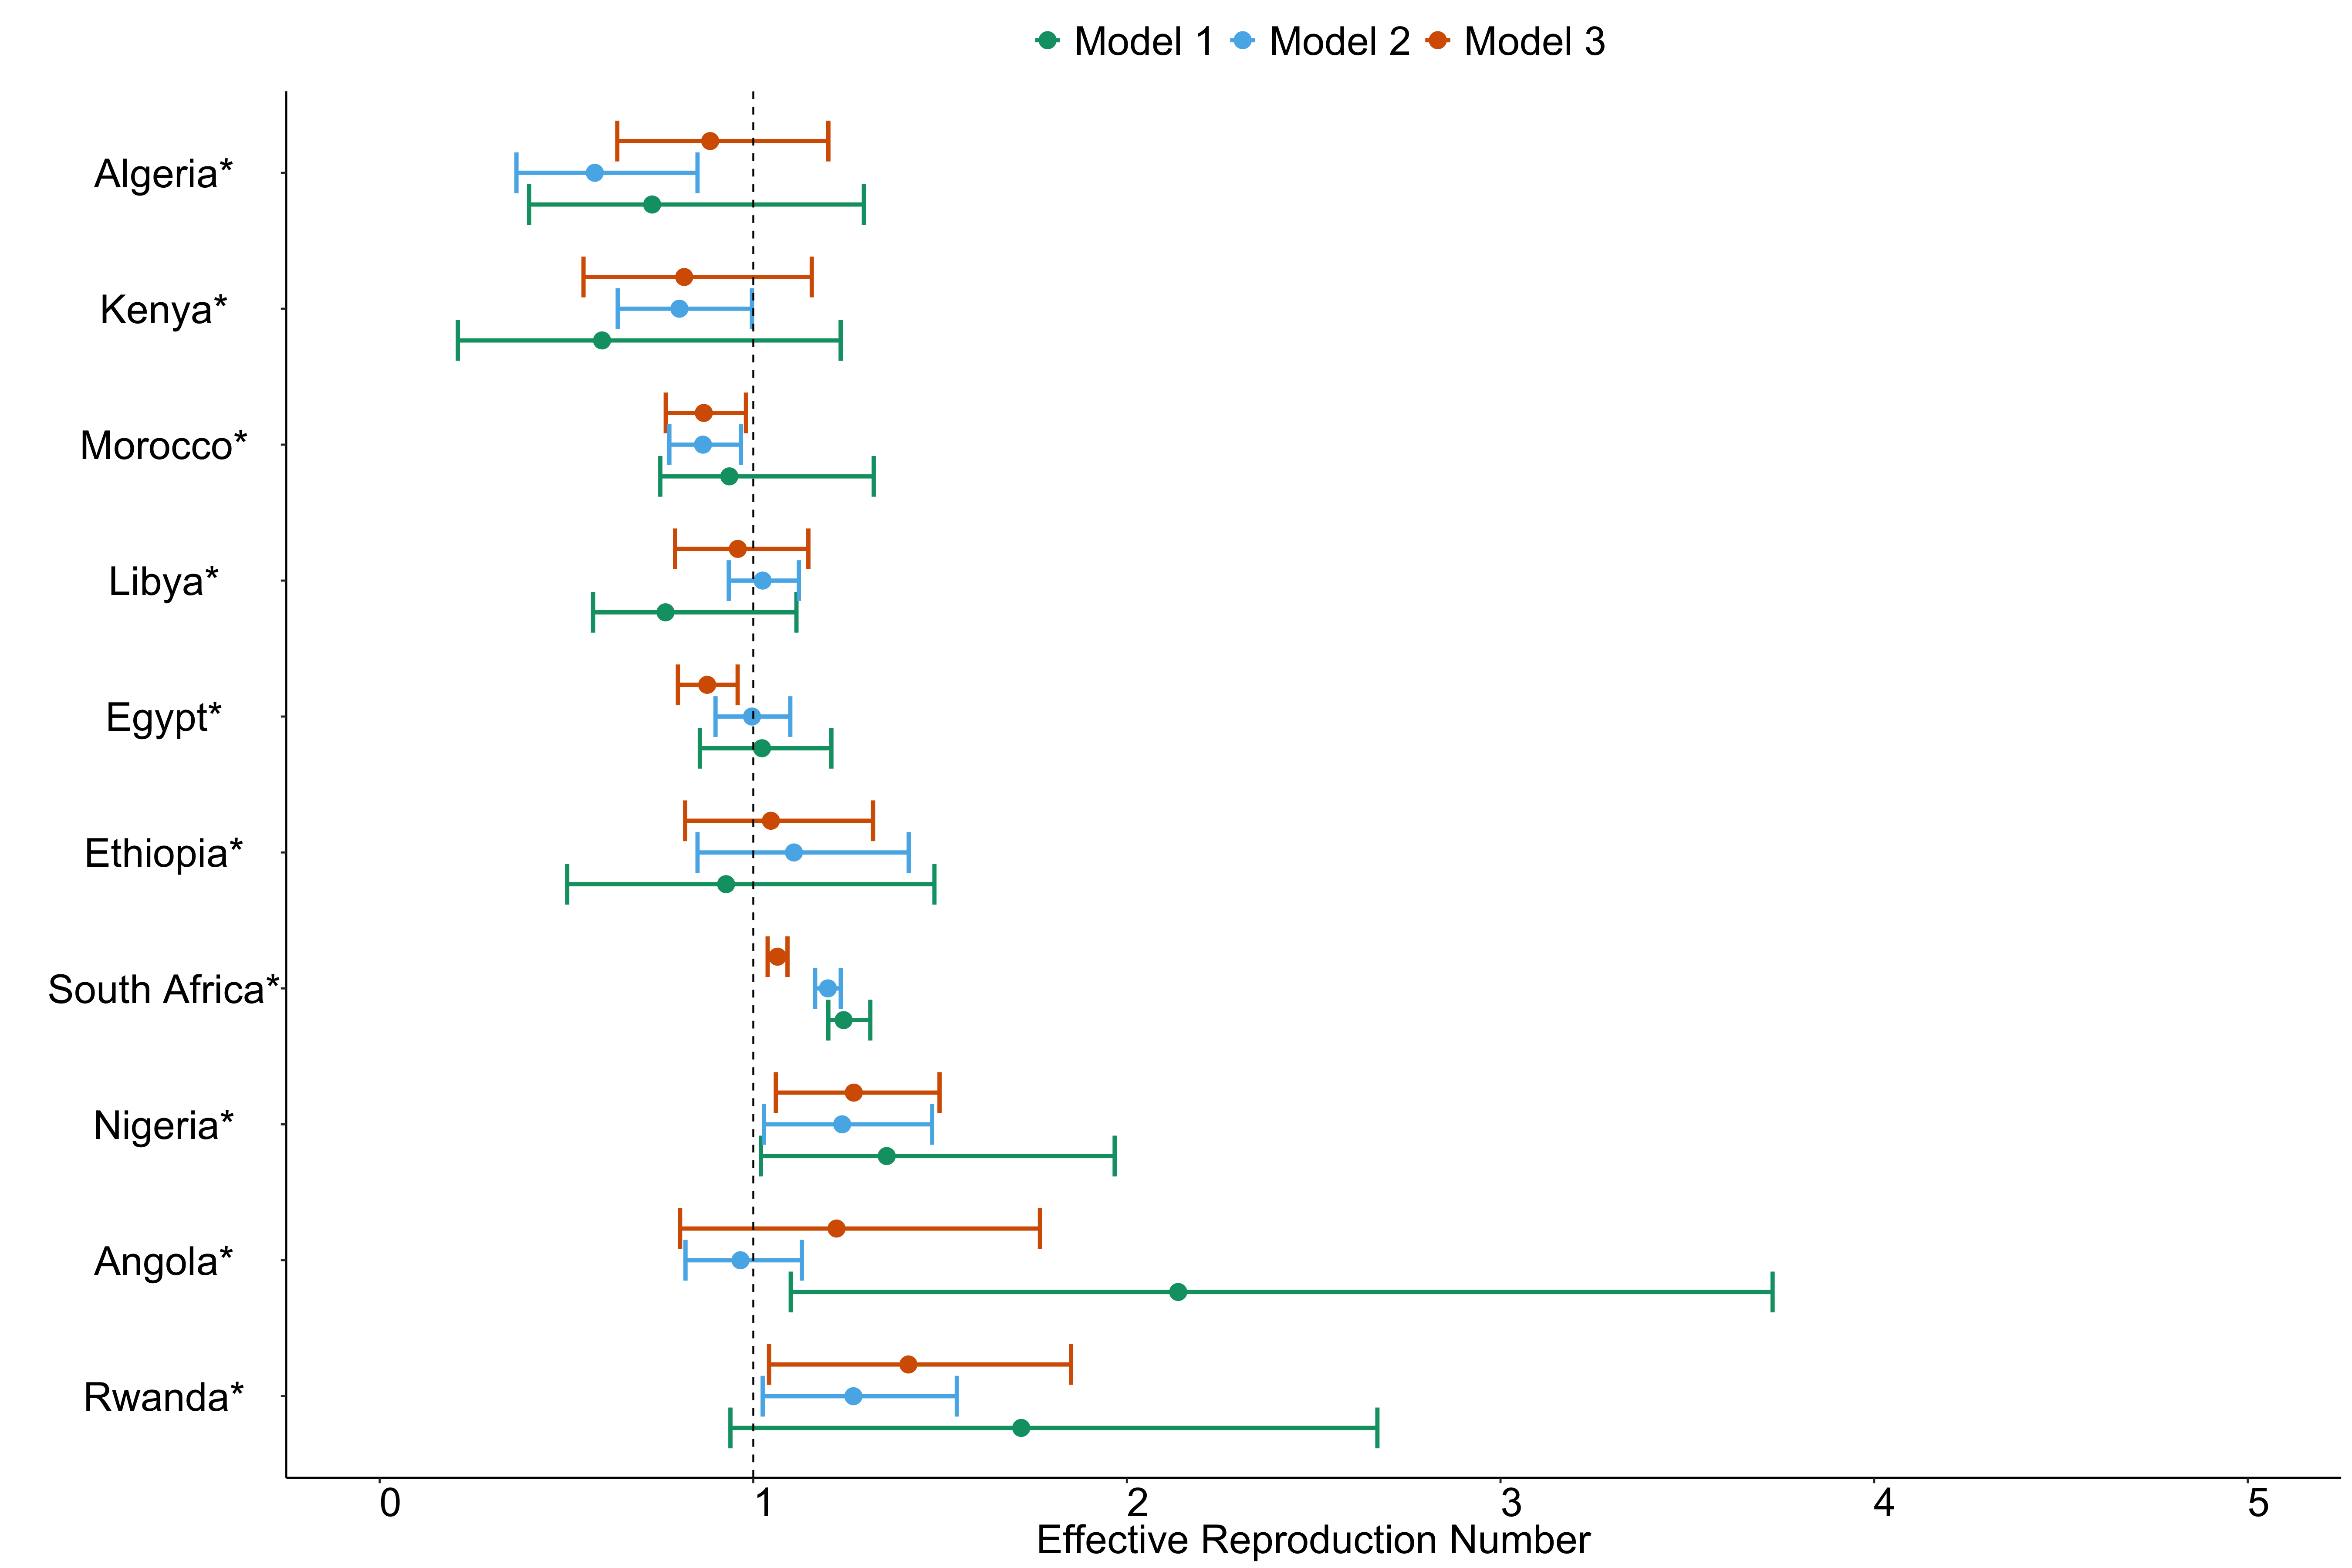 Model 1 Model 2 Model 3
Algeria*
Kenya*
Morocco*
Libya*
Egypt*
Ethiopia*
South Africa*
Nigeria*
Angola*
Rwanda*
0 1 2 3 4 5
Effective Reproduction Number